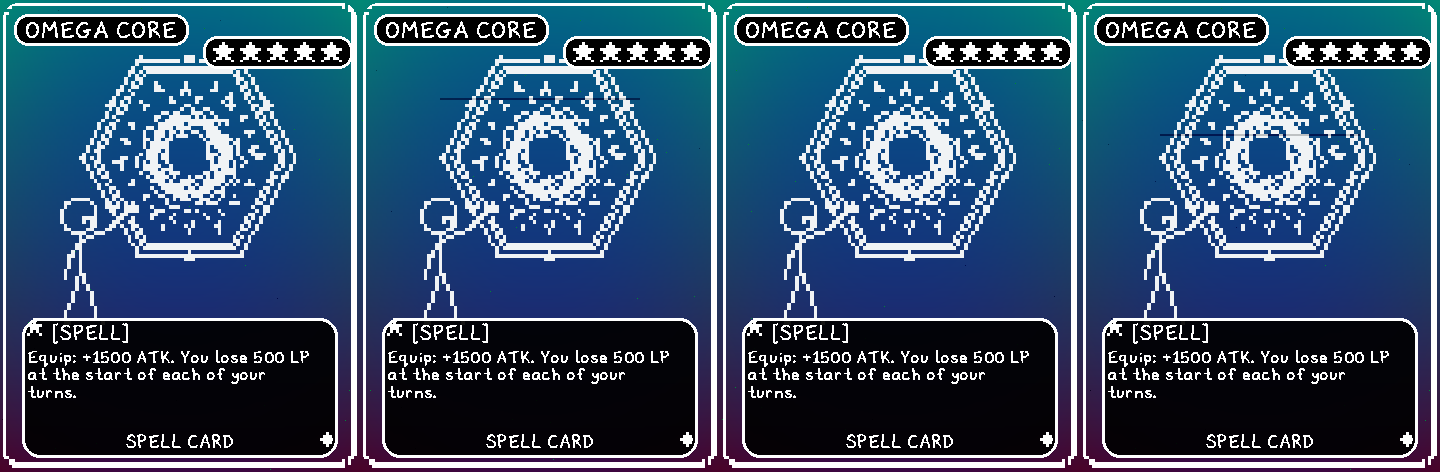 OMEGA CORE
[SPELL]
Equip: +1500 ATK. You lose 500 LP
at the start of each of your
turns.
SPELL CARD
OMEGA CORE
[SPELL]
Equip: +1500 ATK. You lose 500 LP
at the start of each of your
turns.
SPELL CARD
OMEGA CORE
[SPELL]
Equip: +1500 ATK. You lose 500 LP
at the start of each of your
turns.
SPELL CARD
OMEGA CORE
[SPELL]
Equip: +1500 ATK. You lose 500 LP
at the start of each of your
turns.
SPELL CARD